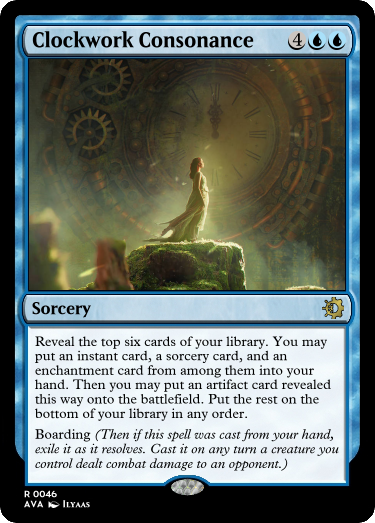 Clockwork Consonance 4
Sorcery
Reveal the top six cards of your library. You may
put an instant card, a sorcery card, and an
enchantment card from among them into your
hand. Then you may put an artifact card revealed
this way onto the battlefield. Put the rest on the
bottom of your library in any order.
Boarding (Then if this spell was cast from your hand,
exile it as it resolves. Cast it on any turn a creature you
control dealt combat damage to an opponent.)
R 0046
AVA Ilyaas